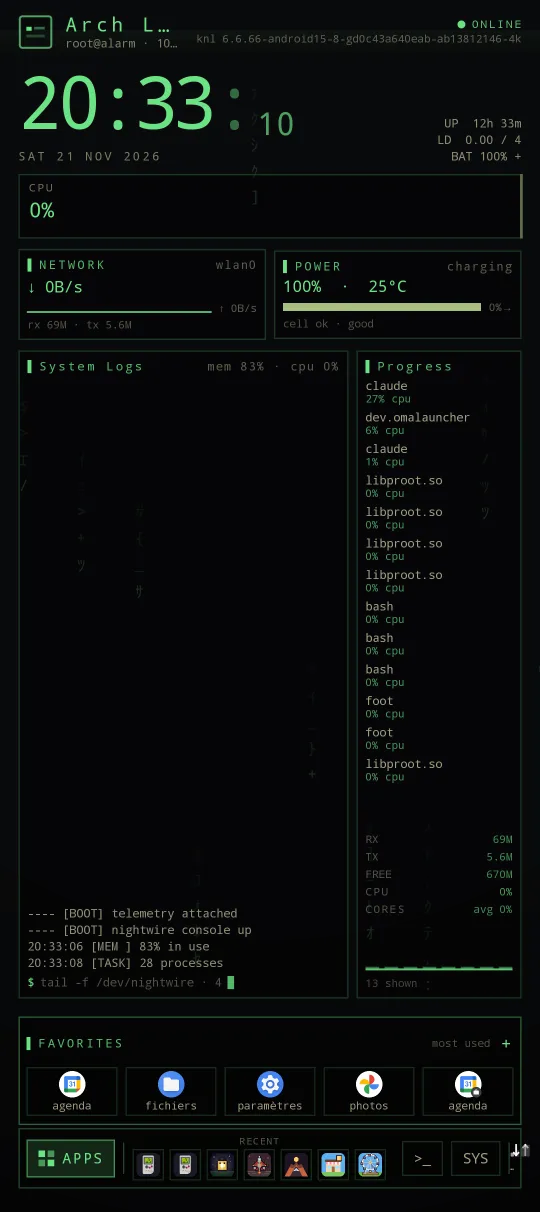 Arch L…
ONLINE
root@alarm · 10…
knl 6.6.66-android15-8-gd0c43a640eab-ab13812146-4k
20:33:10
UP 12h 33m
LD 0.00 / 4
SAT 21 NOV 2026
BAT 100% +
CPU
0%
NETWORK wlan0
↓ 0B/s
↑ 0B/s
rx 69M · tx 5.6M
POWER charging
100% · 25°C
0%→
cell ok · good
System Logs mem 83% · cpu 0%
---- [BOOT] telemetry attached
---- [BOOT] nightwire console up
20:33:06 [MEM ] 83% in use
20:33:08 [TASK] 28 processes
$ tail -f /dev/nightwire · 4
Progress
claude
27% cpu
dev.omalauncher
6% cpu
claude
1% cpu
libproot.so
0% cpu
libproot.so
0% cpu
libproot.so
0% cpu
libproot.so
0% cpu
bash
0% cpu
bash
0% cpu
bash
0% cpu
foot
0% cpu
foot
0% cpu
libproot.so
0% cpu
RX 69M
TX 5.6M
FREE 670M
CPU 0%
CORES avg 0%
13 shown
FAVORITES most used +
agenda fichiers paramètres photos agenda
RECENT
APPS >_ SYS